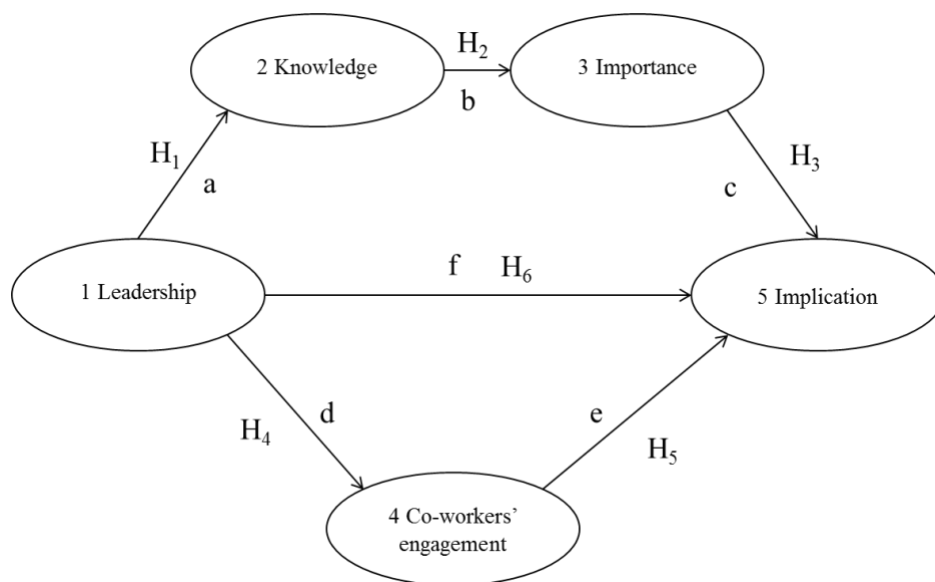 2 Knowledge
H₂
b
3 Importance
H₁
a
H₃
c
1 Leadership
f H₆
5 Implication
H₄
d
e
H₅
4 Co-workers’
engagement